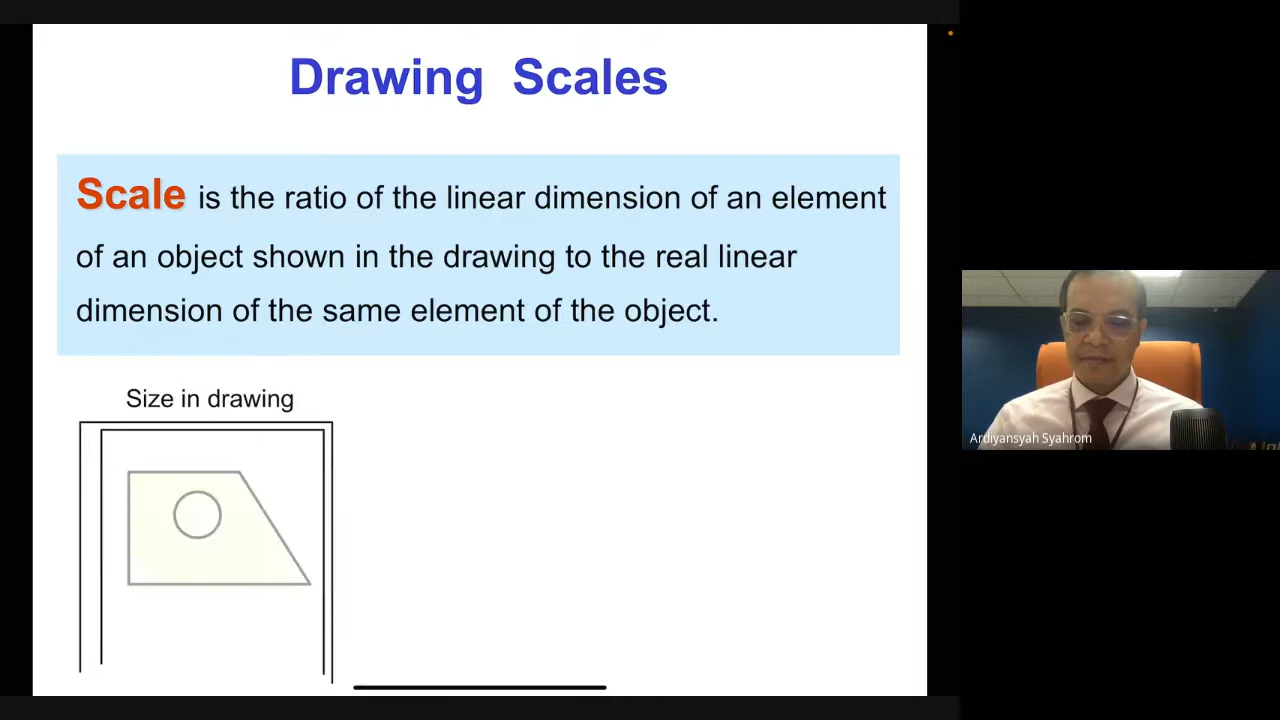 Drawing Scales
Scale is the ratio of the linear dimension of an element
of an object shown in the drawing to the real linear
dimension of the same element of the object.
Size in drawing
Ardiyansyah Syahrom